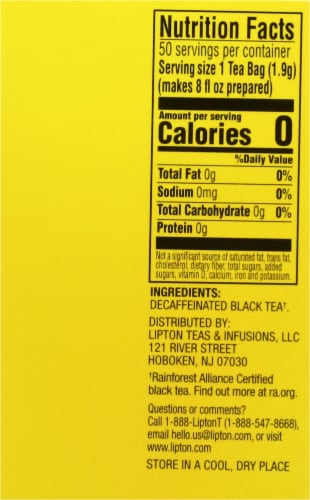 Nutrition Facts
50 servings per container
Serving size 1 Tea Bag (1.9g)
(makes 8 fl oz prepared)
Amount per serving
Calories 0
%Daily Value
Total Fat 0g 0%
Sodium 0mg 0%
Total Carbohydrate 0g 0%
Protein 0g
Not a significant source of saturated fat, trans fat,
cholesterol, dietary fiber, total sugars, added
sugars, vitamin D, calcium, iron and potassium.
INGREDIENTS:
DECAFFEINATED BLACK TEA†.
DISTRIBUTED BY:
LIPTON TEAS & INFUSIONS, LLC
121 RIVER STREET
HOBOKEN, NJ 07030
†Rainforest Alliance Certified
black tea. Find out more at ra.org.
Questions or comments?
Call 1-888-LiptonT (1-888-547-8668),
email hello.us@lipton.com, or visit
www.lipton.com
STORE IN A COOL, DRY PLACE